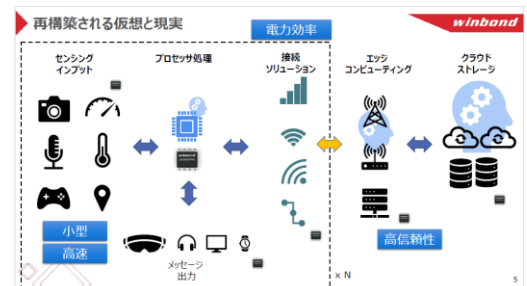 再構築される仮想と現実
winbond
電力効率
センシング
インプット
プロセッサ処理
接続
ソリューション
エッジ
コンピューティング
クラウド
ストレージ
winbond
小型
高速
メッセージ
出力
高信頼性
x N
5